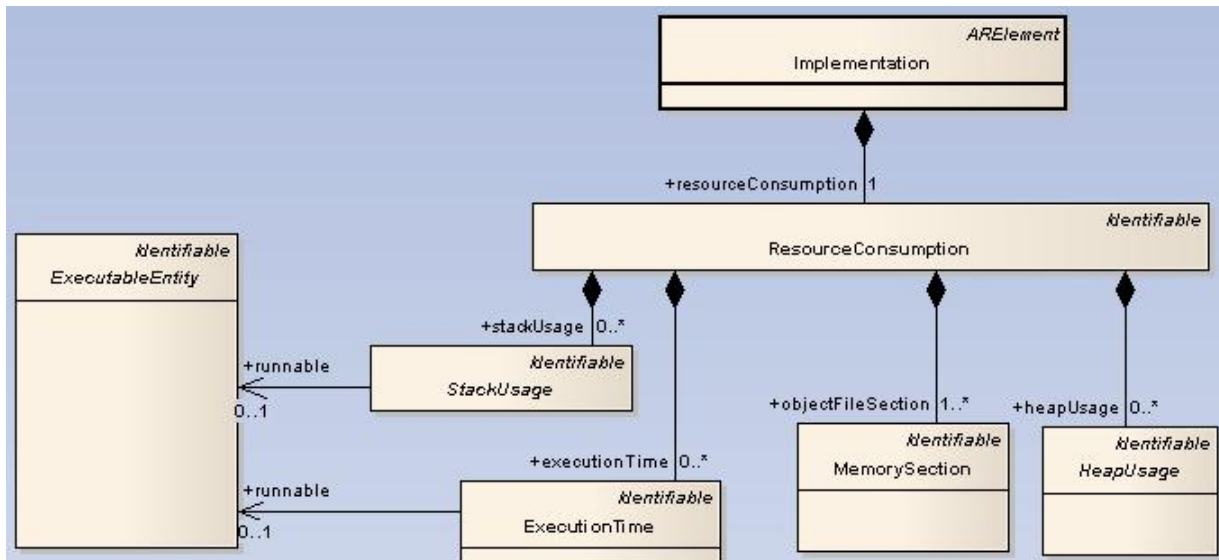 ARElement
Implementation
+resourceConsumption 1
Identifiable
ResourceConsumption
Identifiable
ExecutableEntity
+stackUsage 0..*
Identifiable
StackUsage
+runnable
0..1
+objectFileSection 1..*
+heapUsage 0..*
Identifiable
MemorySection
Identifiable
HeapUsage
+executionTime 0..*
Identifiable
ExecutionTime
+runnable
0..1